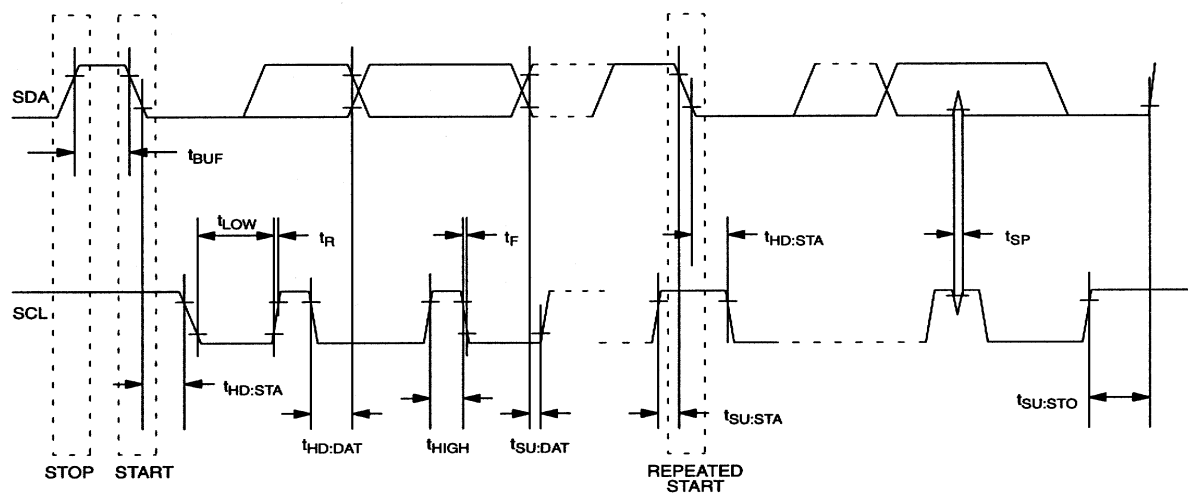 SDA
tBUF
tLOW
tR
tF
tHD:STA
tSP
SCL
tHD:STA
tHD:DAT
tHIGH
tSU:DAT
tSU:STA
tSU:STO
STOP
START
REPEATED
START